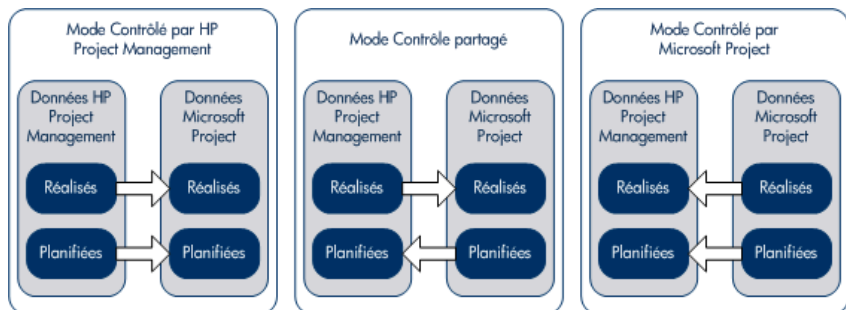 Mode Contrôlé par HP
Project Management
Données HP
Project
Management
Données
Microsoft
Project
Réalisés
Réalisés
Planifiées
Planifiées
Mode Contrôle partagé
Données HP
Project
Management
Données
Microsoft
Project
Réalisés
Réalisés
Planifiées
Planifiées
Mode Contrôlé par
Microsoft Project
Données HP
Project
Management
Données
Microsoft
Project
Réalisés
Réalisés
Planifiées
Planifiées